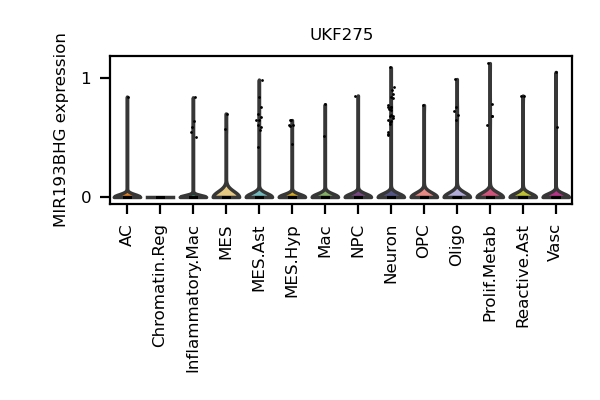 UKF275
MIR193BHG expression
1
0
AC
Chromatin.Reg
Inflammatory.Mac
MES
MES.Ast
MES.Hyp
Mac
NPC
Neuron
OPC
Oligo
Prolif.Metab
Reactive.Ast
Vasc